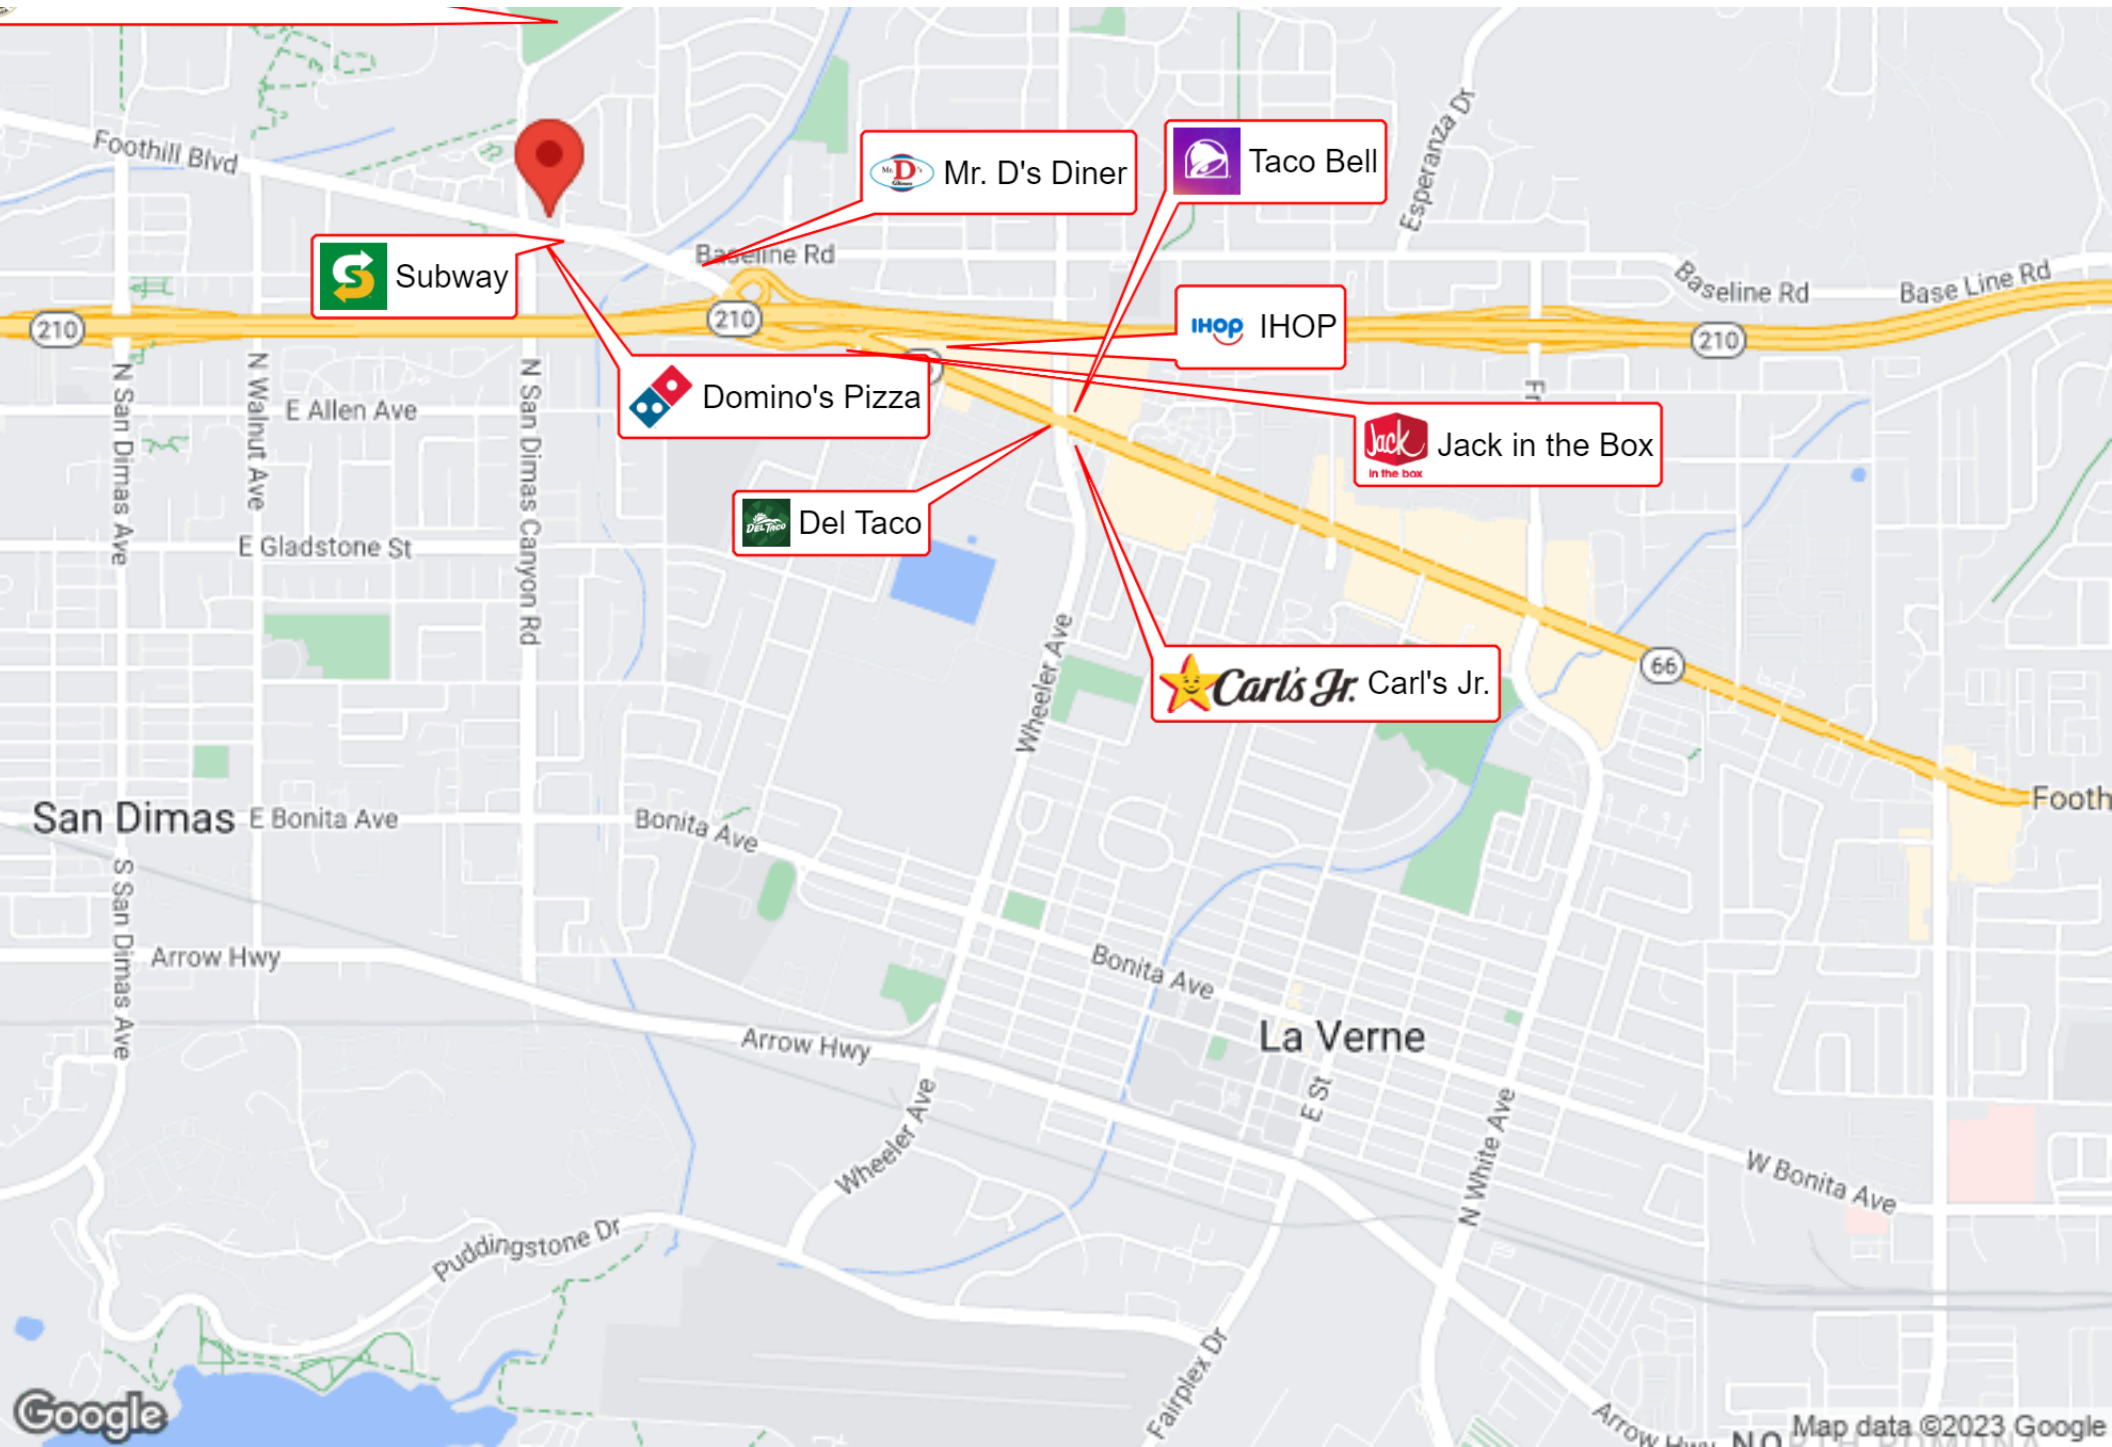 Foothill Blvd
Esperanza Dr
Mr. D's
Mr. D's Diner
Taco Bell
Subway
Baseline Rd
Baseline Rd
Base Line Rd
210
210
210
IHOP
IHOP
Domino's Pizza
Jack
in the box
Jack in the Box
Fr
N San Dimas Ave
N Walnut Ave
E Allen Ave
N San Dimas Canyon Rd
DEL TACO
Del Taco
E Gladstone St
Wheeler Ave
Carl's Jr.
Carl's Jr.
66
Footh
San Dimas
E Bonita Ave
Bonita Ave
S San Dimas Ave
Arrow Hwy
Bonita Ave
Arrow Hwy
La Verne
E St
Wheeler Ave
N White Ave
W Bonita Ave
Puddingstone Dr
Fairplex Dr
Arrow Hwy
Google
Map data ©2023 Google